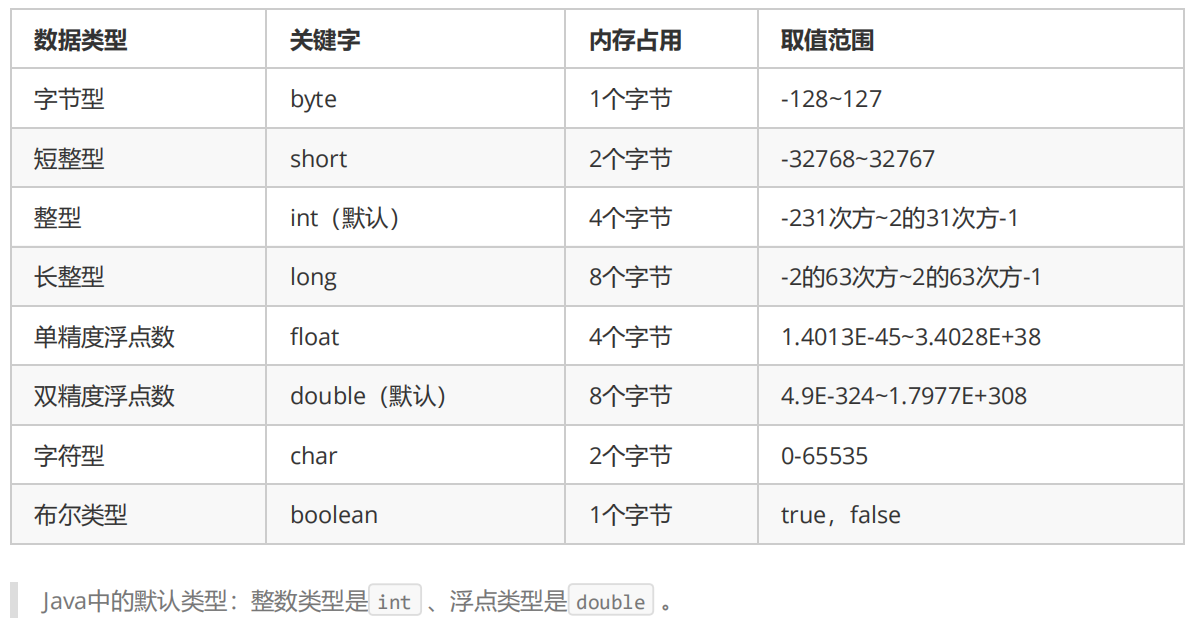 数据类型 关键字 内存占用 取值范围
字节型 byte 1个字节 -128~127
短整型 short 2个字节 -32768~32767
整型 int（默认） 4个字节 -231次方~2的31次方-1
长整型 long 8个字节 -2的63次方~2的63次方-1
单精度浮点数 float 4个字节 1.4013E-45~3.4028E+38
双精度浮点数 double（默认） 8个字节 4.9E-324~1.7977E+308
字符型 char 2个字节 0-65535
布尔类型 boolean 1个字节 true，false
Java中的默认类型：整数类型是 int 、浮点类型是 double 。